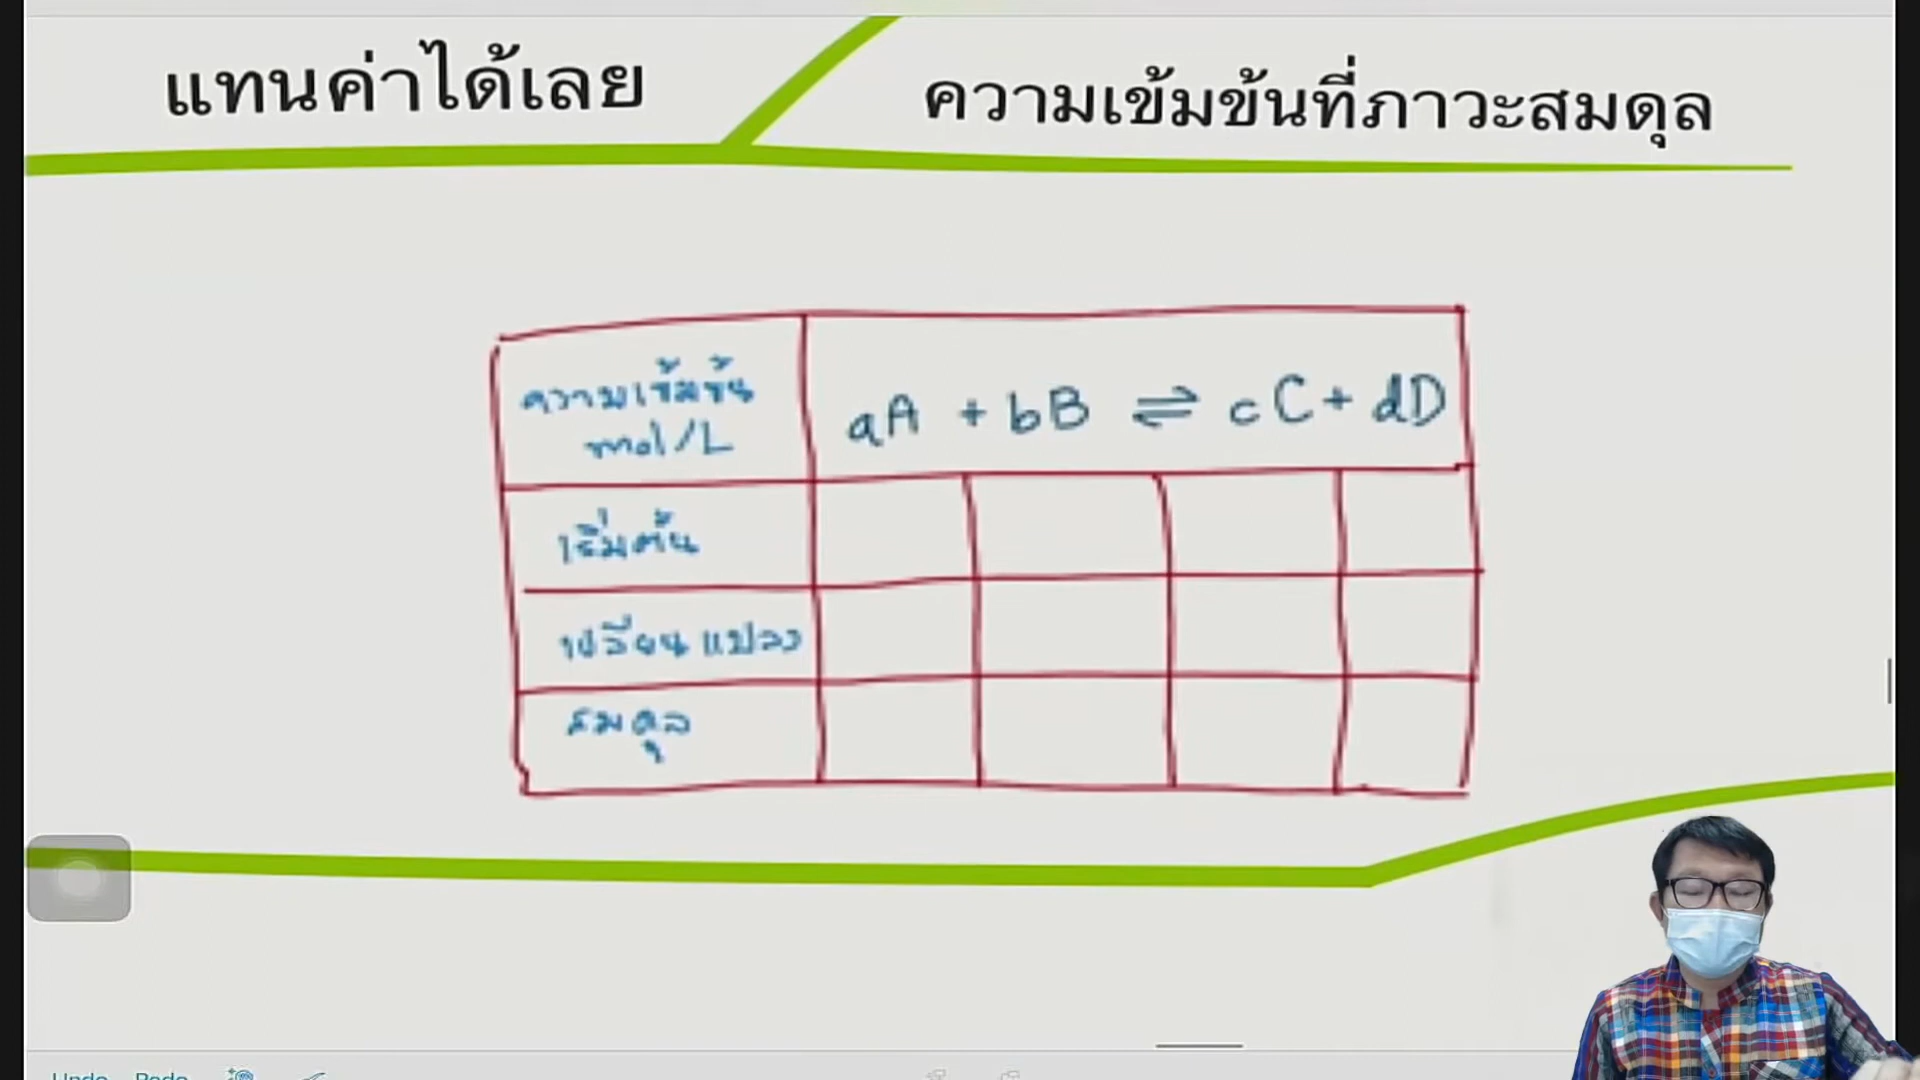 แทนค่าได้เลย
ความเข้มข้นที่ภาวะสมดุล
ความเข้มข้น
mol/L
aA + bB ⇌ cC + dD
เริ่มต้น
เปลี่ยนแปลง
สมดุล
Undo Redo